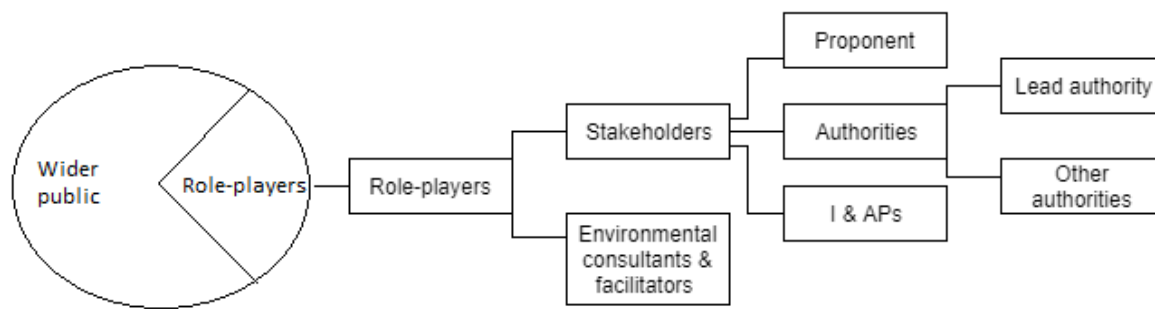 Wider
public
Role-players
Role-players
Stakeholders
Environmental
consultants &
facilitators
Proponent
Authorities
I & APs
Lead authority
Other
authorities